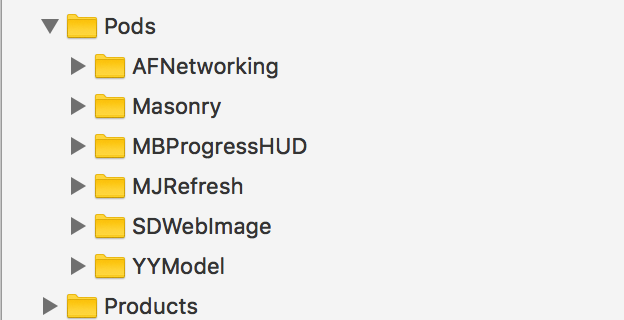 Pods
AFNetworking
Masonry
MBProgressHUD
MJRefresh
SDWebImage
YYModel
Products